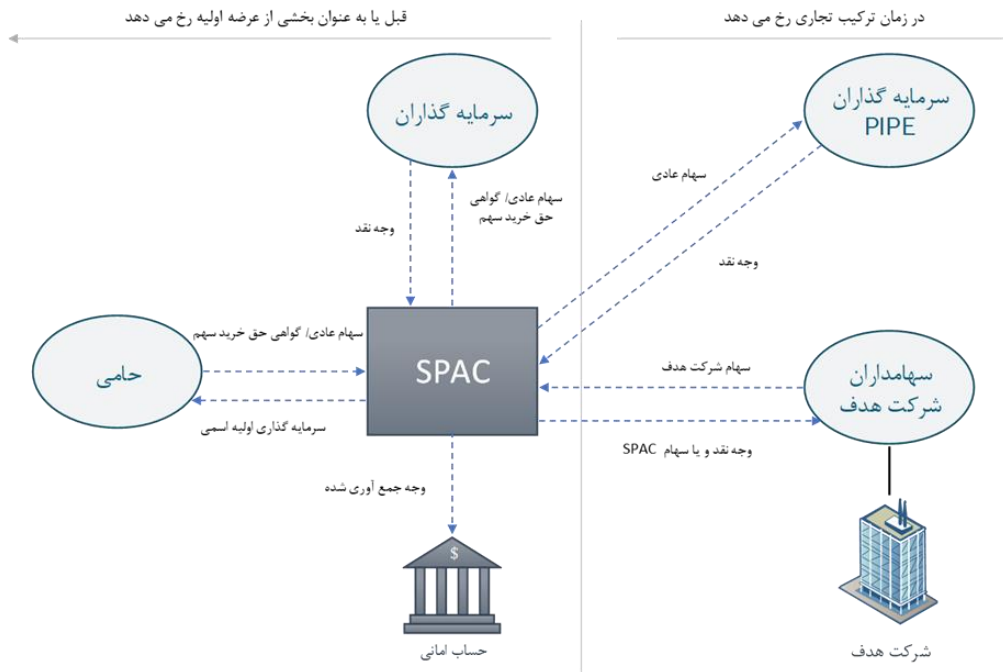 در زمان ترکیب تجاری رخ می دهد
قبل یا به عنوان بخشی از عرضه اولیه رخ می دهد
سرمایه گذاران
PIPE
سرمایه گذاران
سهام عادی
سهام عادی/ گواهی
حق خرید سهم
وجه نقد
وجه نقد
سهام عادی/ گواهی حق خرید سهم
SPAC
حامی
سهام شرکت هدف
سهامداران
شرکت هدف
سرمایه گذاری اولیه اسمی
وجه نقد و یا سهام SPAC
وجه جمع آوری شده
$
حساب امانی
شرکت هدف